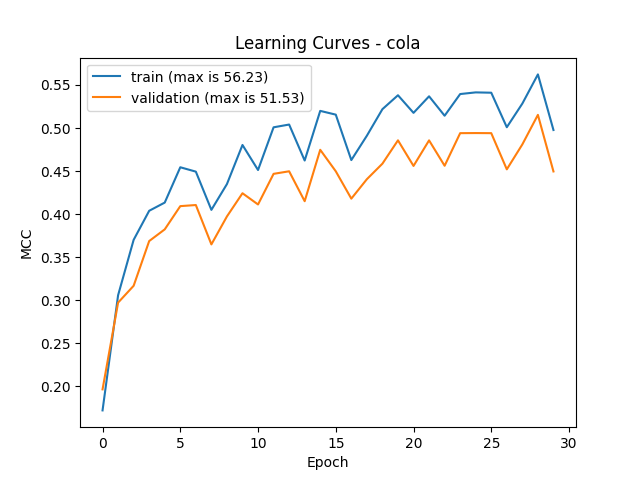 Learning Curves - cola
train (max is 56.23)
validation (max is 51.53)
MCC
0.55
0.50
0.45
0.40
0.35
0.30
0.25
0.20
0 5 10 15 20 25 30
Epoch